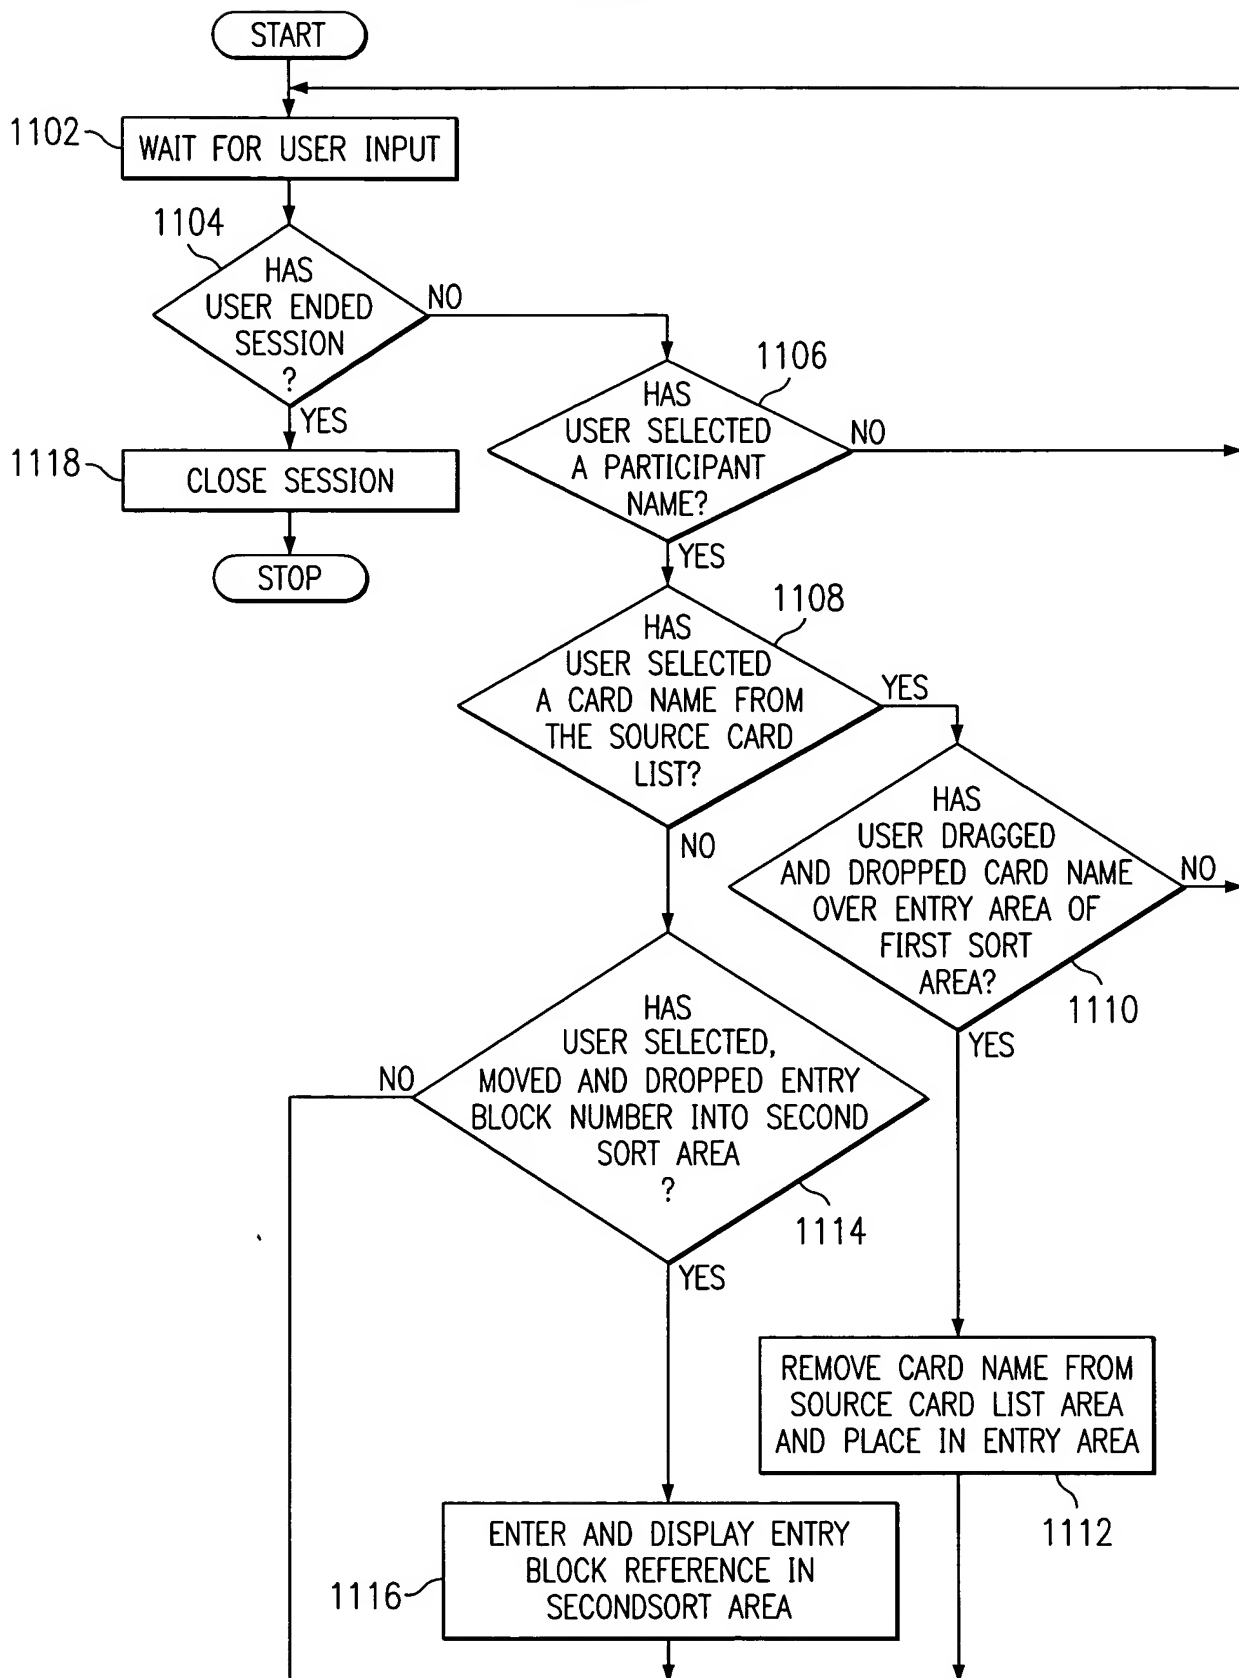 START
1102
WAIT FOR USER INPUT
1104
HAS
USER ENDED
SESSION
?
NO
YES
1118
CLOSE SESSION
STOP
1106
HAS
USER SELECTED
A PARTICIPANT
NAME?
NO
YES
1108
HAS
USER SELECTED
A CARD NAME FROM
THE SOURCE CARD
LIST?
YES
NO
HAS
USER DRAGGED
AND DROPPED CARD NAME
OVER ENTRY AREA OF
FIRST SORT
AREA?
NO
1110
YES
HAS
USER SELECTED,
MOVED AND DROPPED ENTRY
BLOCK NUMBER INTO SECOND
SORT AREA
?
NO
1114
YES
REMOVE CARD NAME FROM
SOURCE CARD LIST AREA
AND PLACE IN ENTRY AREA
1112
ENTER AND DISPLAY ENTRY
BLOCK REFERENCE IN
SECONDSORT AREA
1116